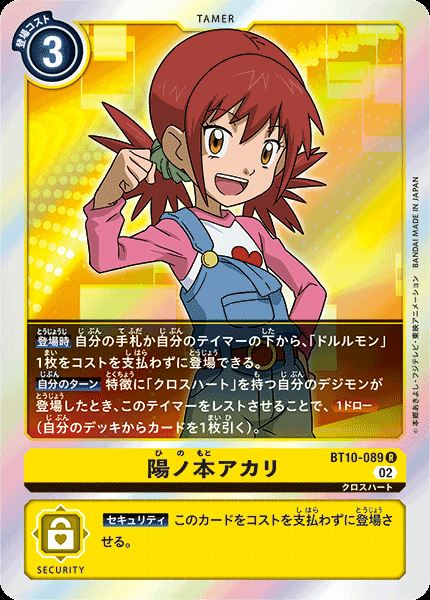 TAMER
登場コスト
3
登場時 自分の手札か自分のテイマーの下から、「ドルルモン」
1枚をコストを支払わずに登場できる。
自分のターン 特徴に「クロスハート」を持つ自分のデジモンが
登場したとき、このテイマーをレストさせることで、1ドロー
(自分のデッキからカードを1枚引く)。
ひ の もと
陽ノ本アカリ
BT10-089 R
02
クロスハート
SECURITY
セキュリティ このカードをコストを支払わずに登場さ
せる。
©本郷あきよし・フジテレビ・東映アニメーション
BANDAI MADE IN JAPAN